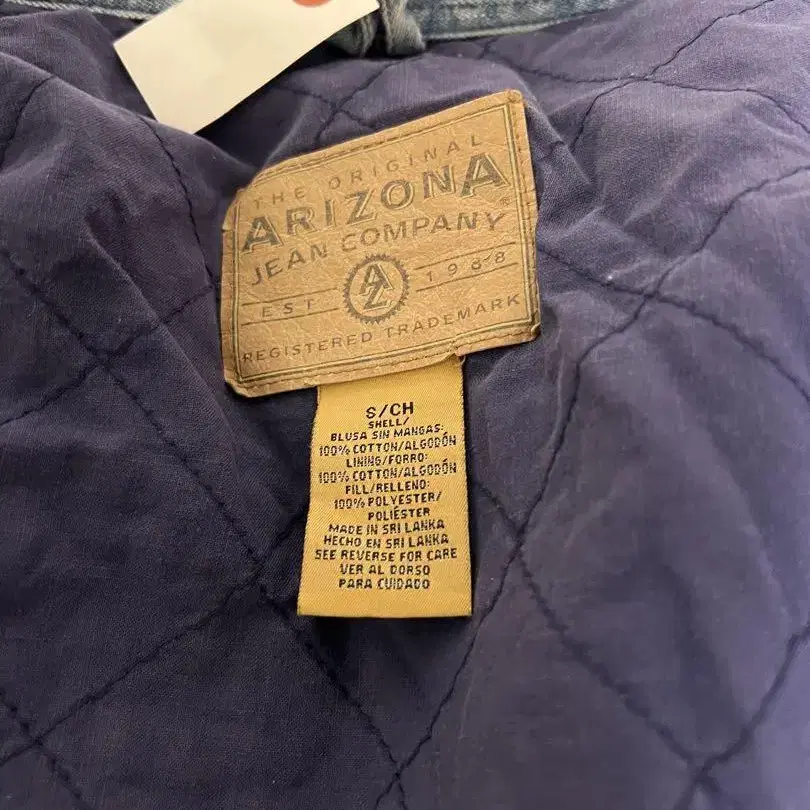 THE ORIGINAL
ARIZONA®
JEAN COMPANY
EST AZ 1988
REGISTERED TRADEMARK
S/CH
SHELL/
BLUSA SIN MANGAS:
100% COTTON/ALGODÓN
LINING/FORRO:
100% COTTON/ALGODÓN
FILL/RELLENO:
100% POLYESTER/
POLIÉSTER
MADE IN SRI LANKA
HECHO EN SRI LANKA
SEE REVERSE FOR CARE
VER AL DORSO
PARA CUIDADO